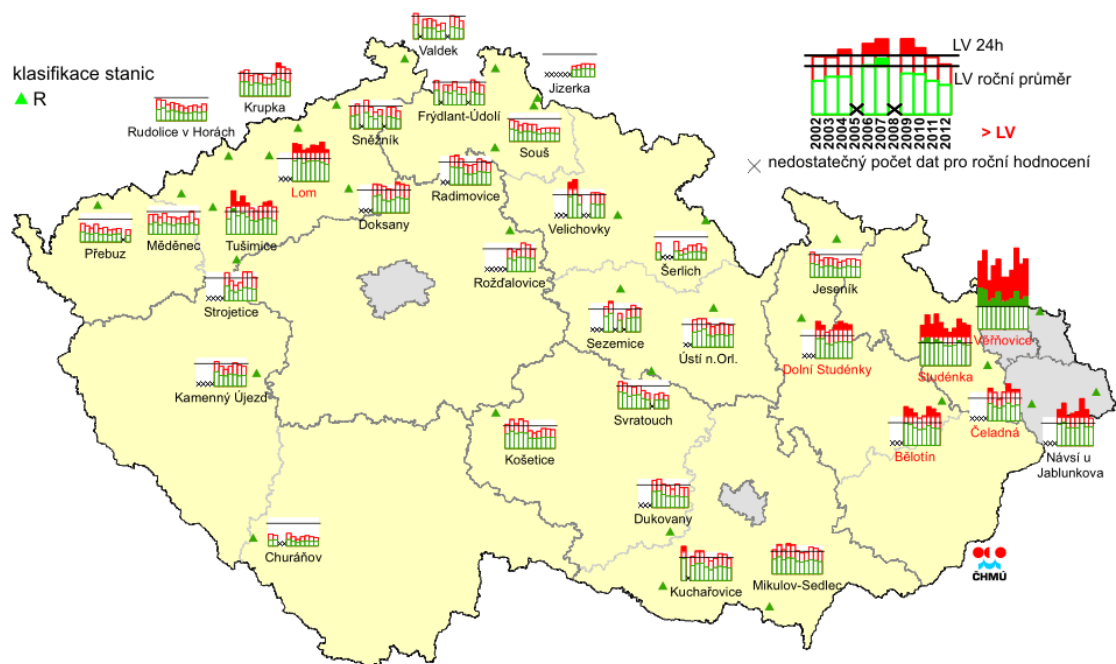 klasifikace stanic
R
LV 24h
LV roční průměr
2002 2003 2004 2005 2006 2007 2008 2009 2010 2011 2012
> LV
nedostatečný počet dat pro roční hodnocení
Valdek
Jizerka
Krupka
Rudolice v Horách
Frýdlant-Údolí
Sněžník
Souš
Lom
Radimovice
Doksany
Velichovky
Přebuz
Měděnec
Tušimice
Šerlich
Rožďalovice
Jeseník
Strojetice
Sezemice
Ústí n.Orl.
Dolní Studénky
Věřňovice
Studénka
Kamenný Újezd
Svratouch
Čeladná
Košetice
Bělotín
Návsí u
Jablunkova
Dukovany
Churáňov
Kuchařovice
Mikulov-Sedlec
ČHMÚ